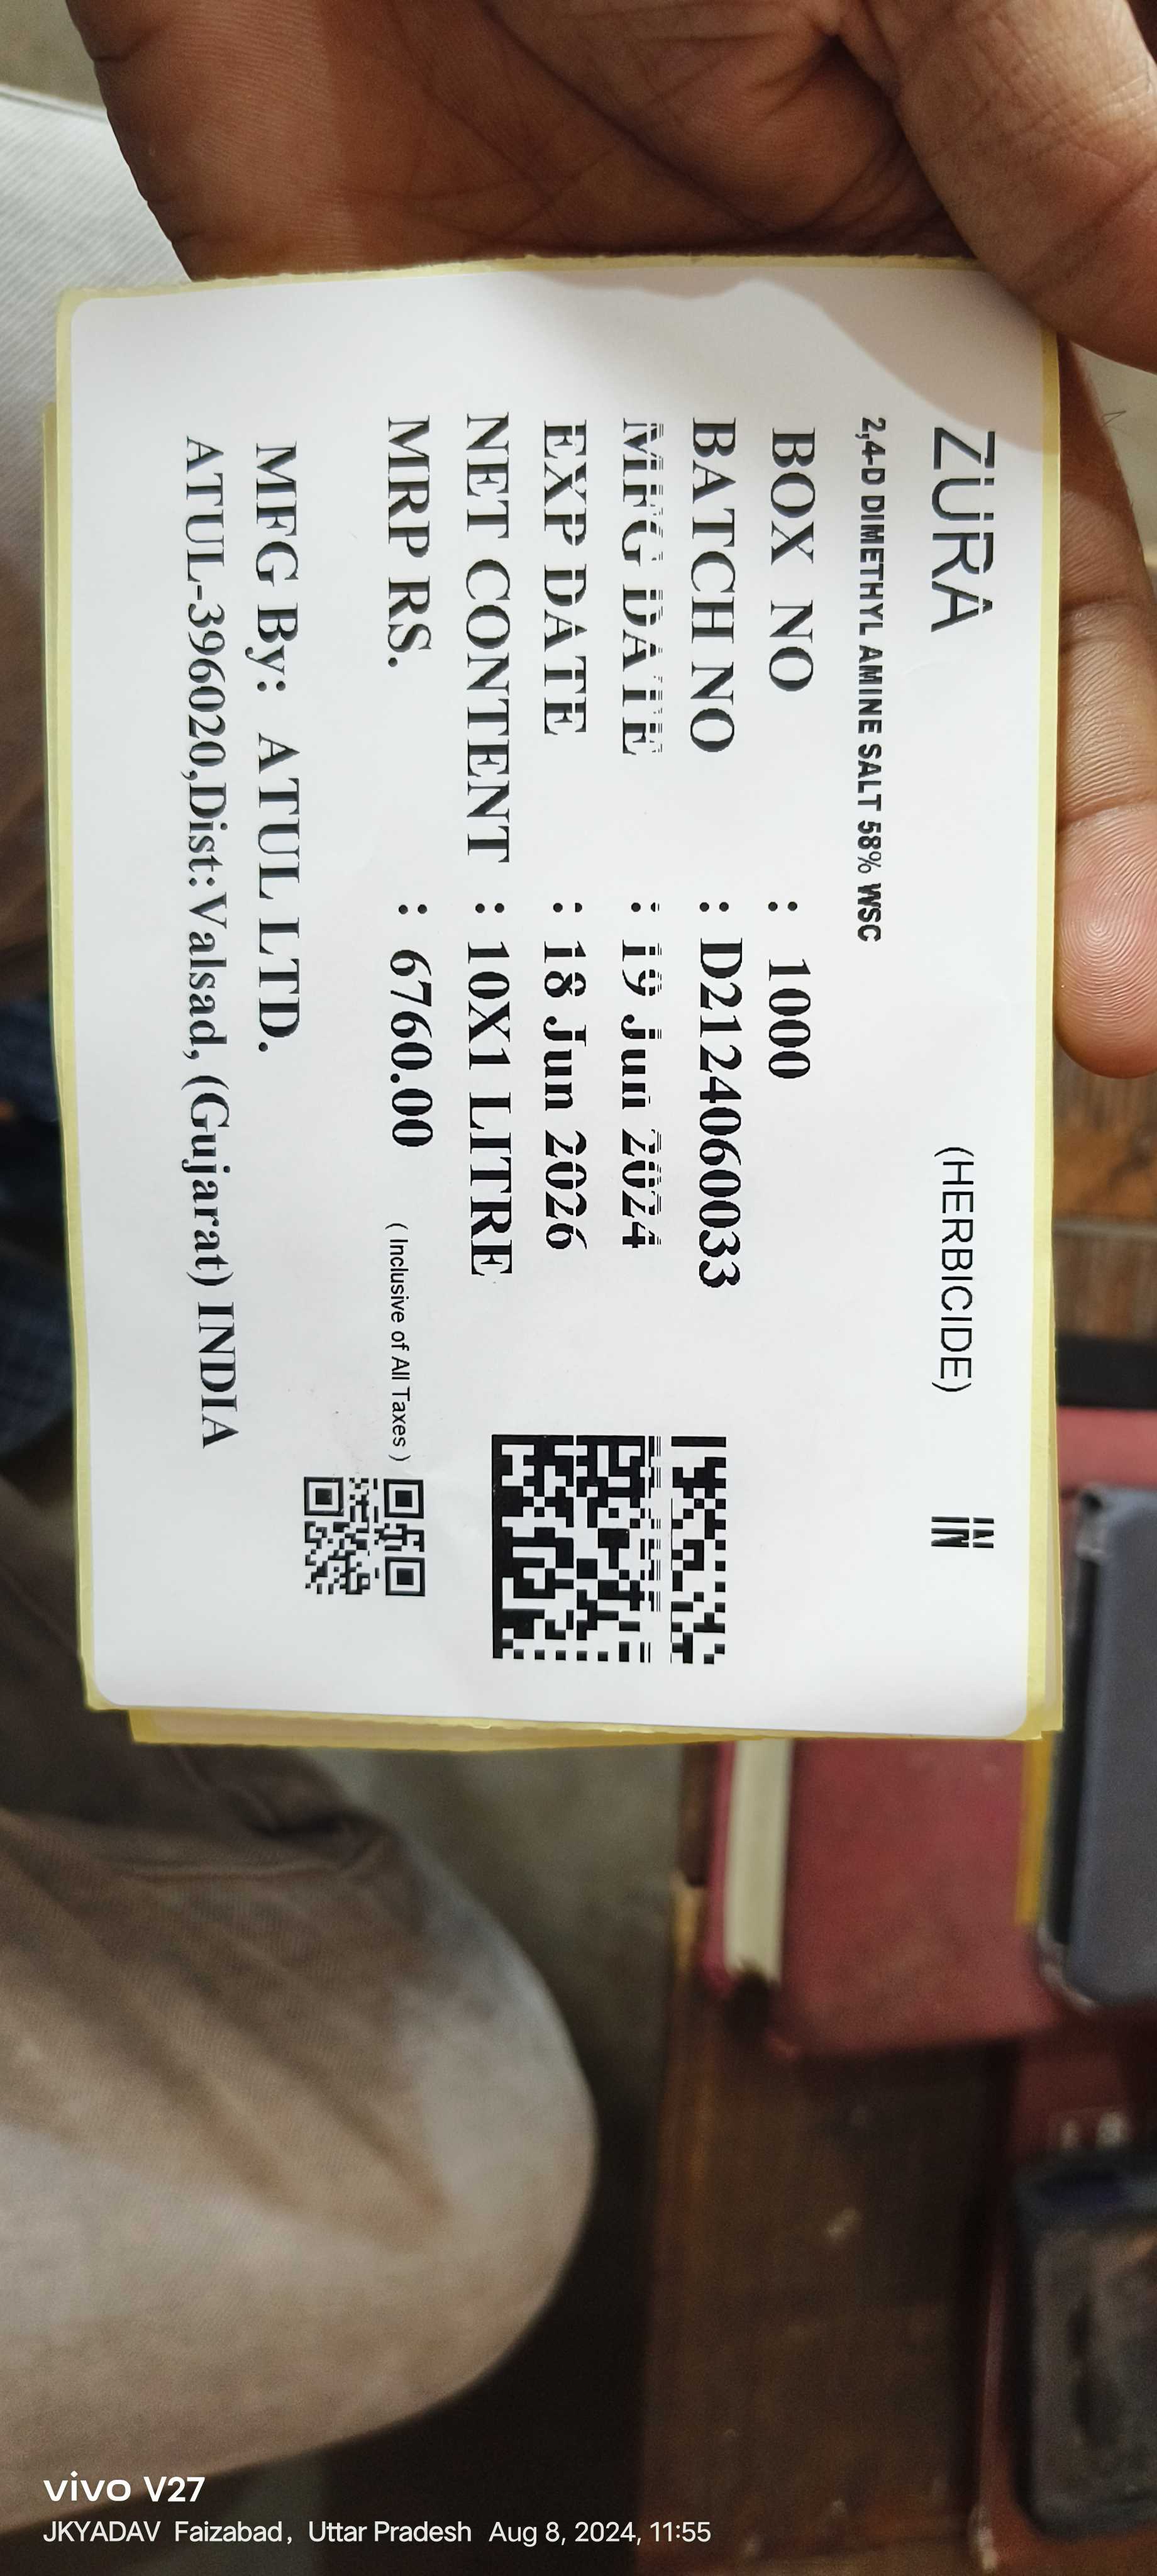 ZURA (HERBICIDE) IN
2,4-D DIMETHYL AMINE SALT 58% WSC
BOX NO : 1000
BATCH NO : D2124060033
MFG DATE : 19 Jun 2024
EXP DATE : 18 Jun 2026
NET CONTENT : 10X1 LITRE
MRP RS. : 6760.00 ( Inclusive of All Taxes )
MFG By: ATUL LTD.
ATUL-396020,Dist:Valsad, (Gujarat) INDIA
vivo V27
JKYADAV Faizabad, Uttar Pradesh Aug 8, 2024, 11:55